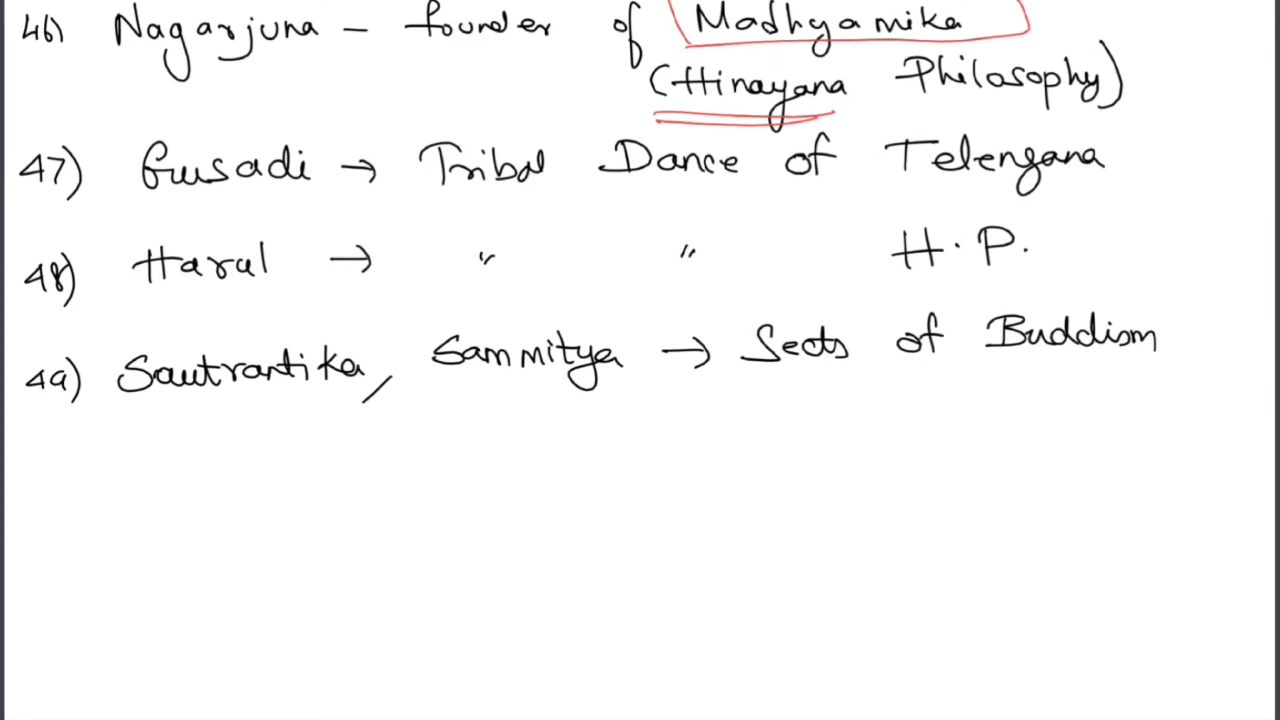 46) Nagarjuna – founder of Madhyamika
(Hinayana Philosophy)
47) Gusadi → Tribal Dance of Telengana
48) Harul → " " H.P.
49) Sautrantika, Sammitya → Sects of Buddism